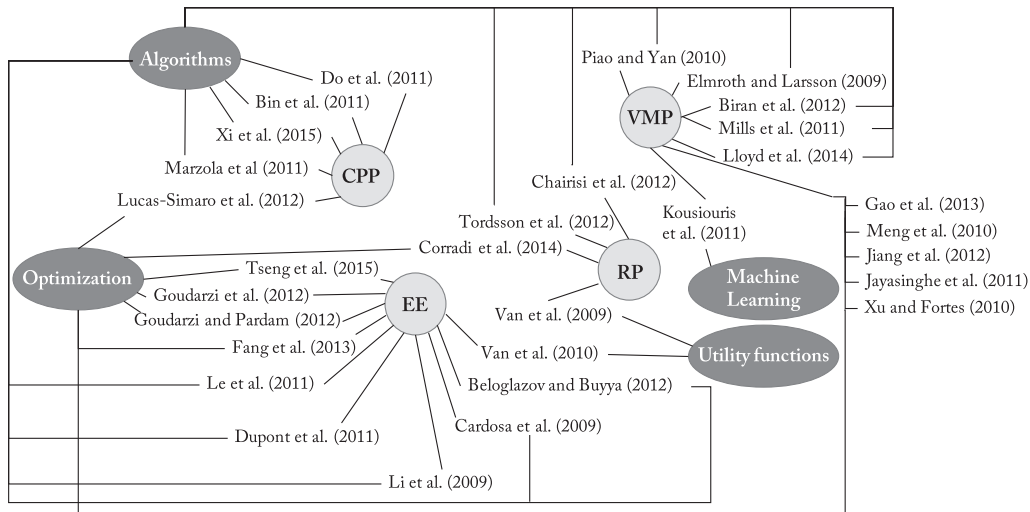 Algorithms
Do et al. (2011)
Bin et al. (2011)
Xi et al. (2015)
Marzola et al (2011)
Lucas-Simaro et al. (2012)
CPP
Piao and Yan (2010)
Elmroth and Larsson (2009)
Biran et al. (2012)
Mills et al. (2011)
Lloyd et al. (2014)
VMP
Chairisi et al. (2012)
Tordsson et al. (2012)
Corradi et al. (2014)
RP
Kousiouris
et al. (2011)
Gao et al. (2013)
Meng et al. (2010)
Jiang et al. (2012)
Jayasinghe et al. (2011)
Xu and Fortes (2010)
Optimization
Tseng et al. (2015)
Goudarzi et al. (2012)
Goudarzi and Pardam (2012)
Fang et al. (2013)
Le et al. (2011)
Dupont et al. (2011)
Li et al. (2009)
EE
Machine
Learning
Van et al. (2009)
Utility functions
Van et al. (2010)
Beloglazov and Buyya (2012)
Cardosa et al. (2009)